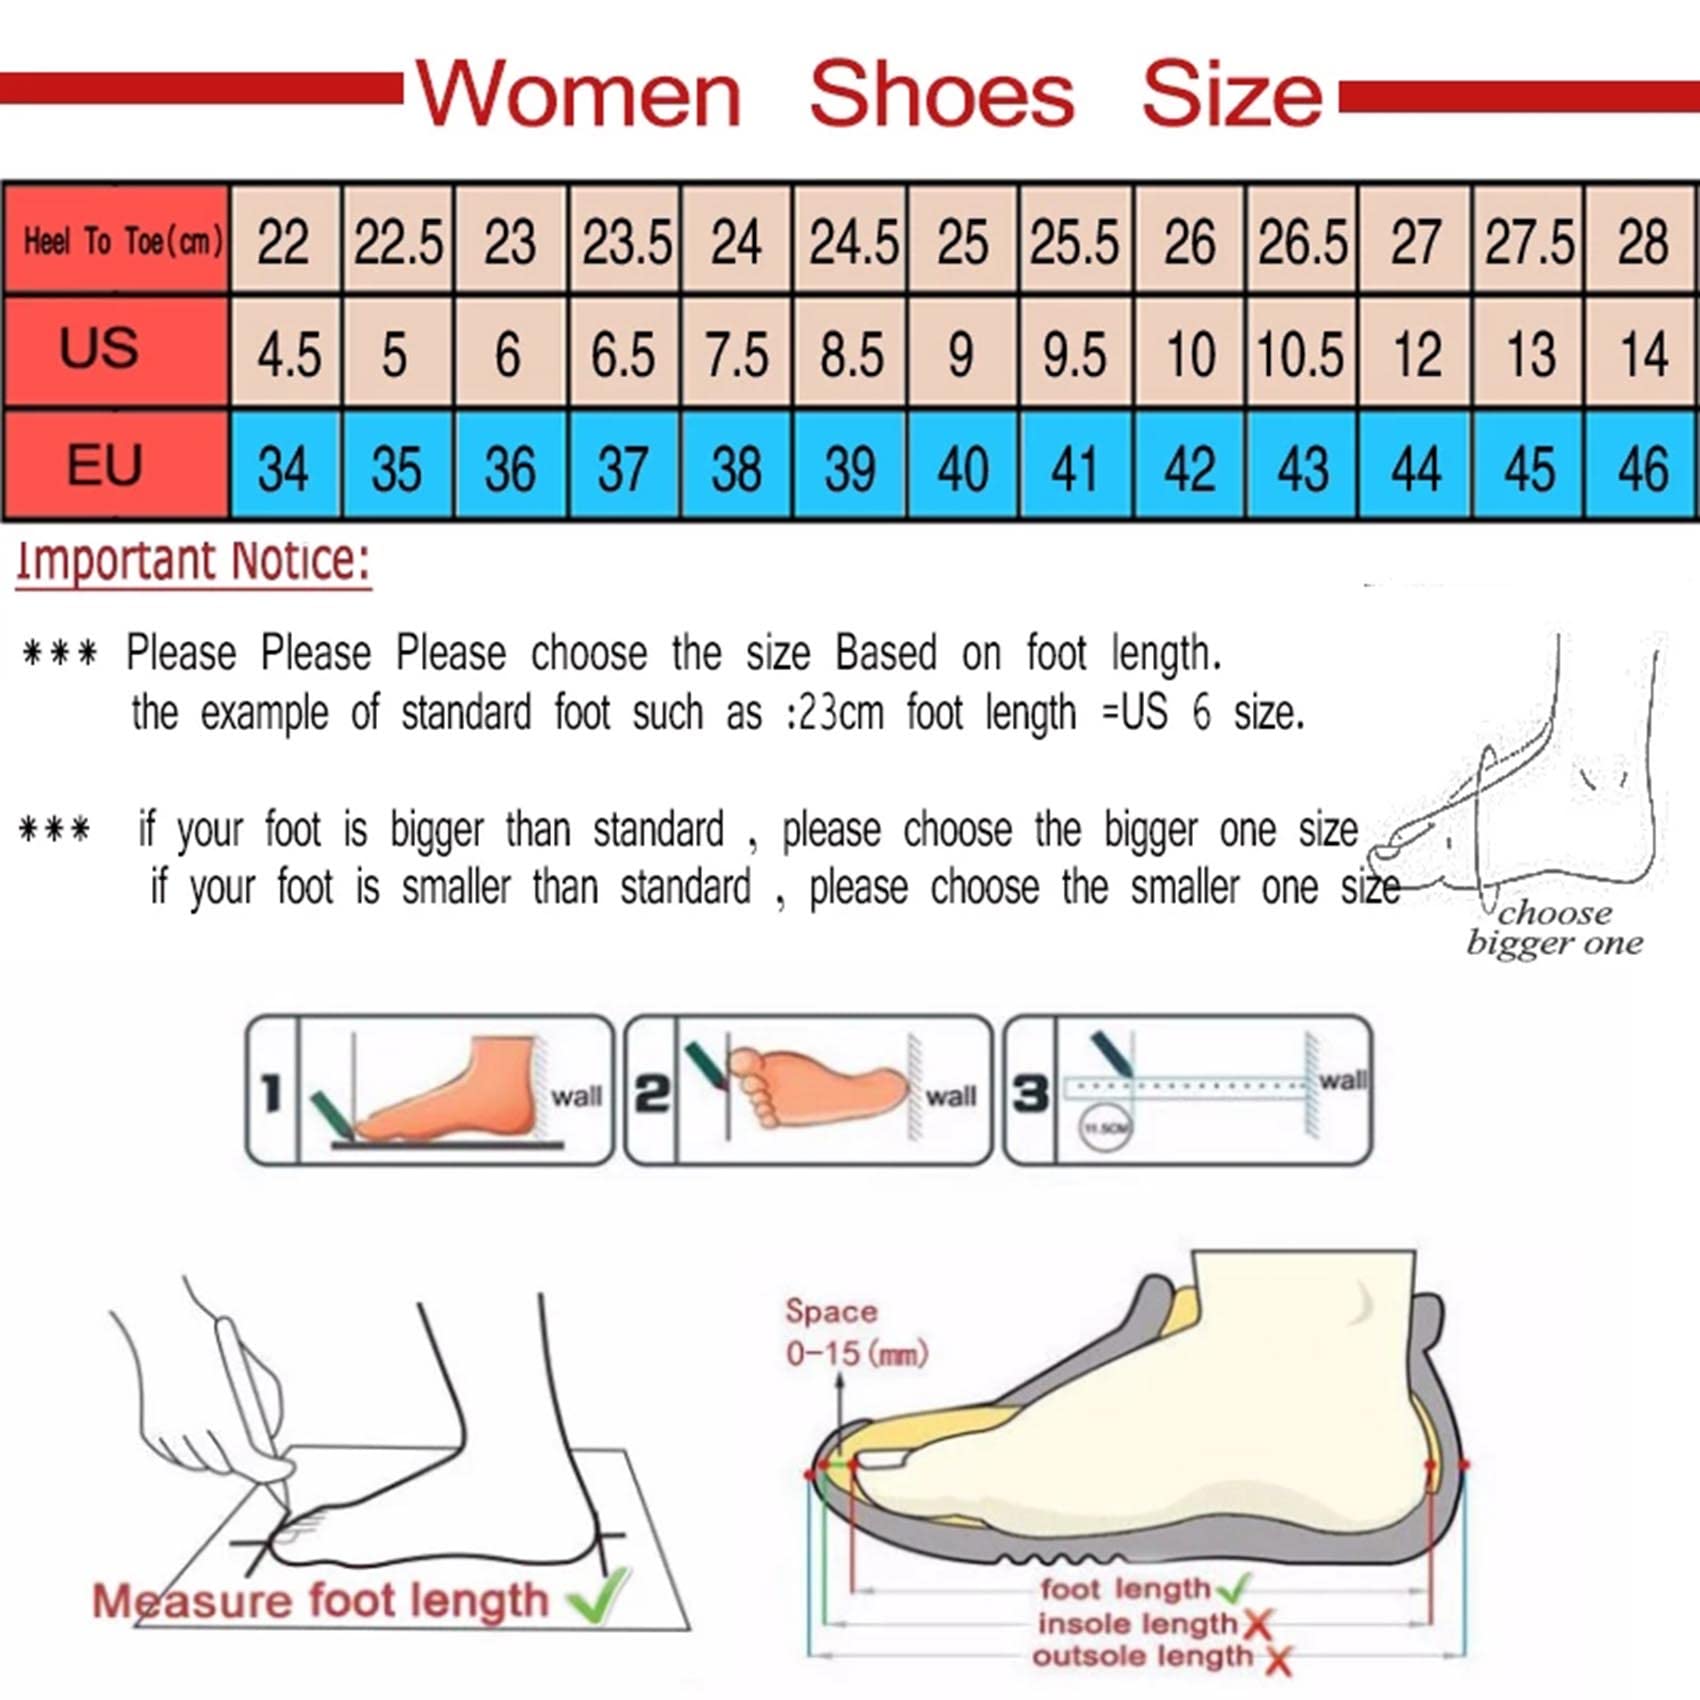 Women Shoes Size
Heel To Toe(cm) 22 22.5 23 23.5 24 24.5 25 25.5 26 26.5 27 27.5 28
US 4.5 5 6 6.5 7.5 8.5 9 9.5 10 10.5 12 13 14
EU 34 35 36 37 38 39 40 41 42 43 44 45 46
Important Notice:
*** Please Please Please choose the size Based on foot length.
the example of standard foot such as :23cm foot length =US 6 size.
*** if your foot is bigger than standard , please choose the bigger one size
if your foot is smaller than standard , please choose the smaller one size
choose
bigger one
1 wall
2 wall
3 wall
11.5CM
Space
0-15(mm)
Measure foot length
foot length
insole length
outsole length